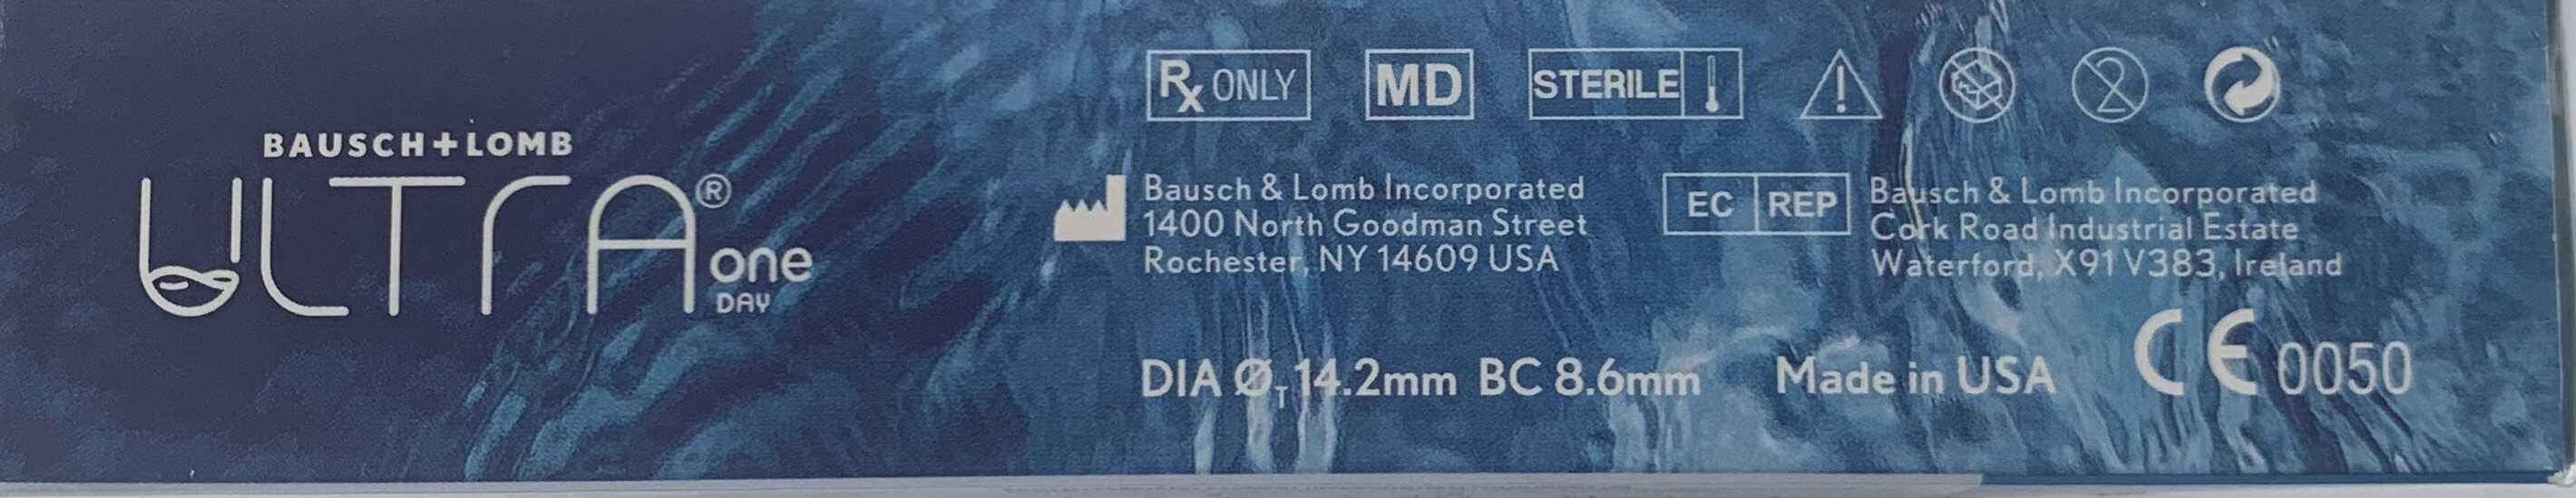 BAUSCH+LOMB
ULTRA®
one
DAY
Rx ONLY
MD
STERILE
2
Bausch & Lomb Incorporated
1400 North Goodman Street
Rochester, NY 14609 USA
EC REP
Bausch & Lomb Incorporated
Cork Road Industrial Estate
Waterford, X91 V383, Ireland
DIA Ø_T 14.2mm BC 8.6mm
Made in USA
CE 0050